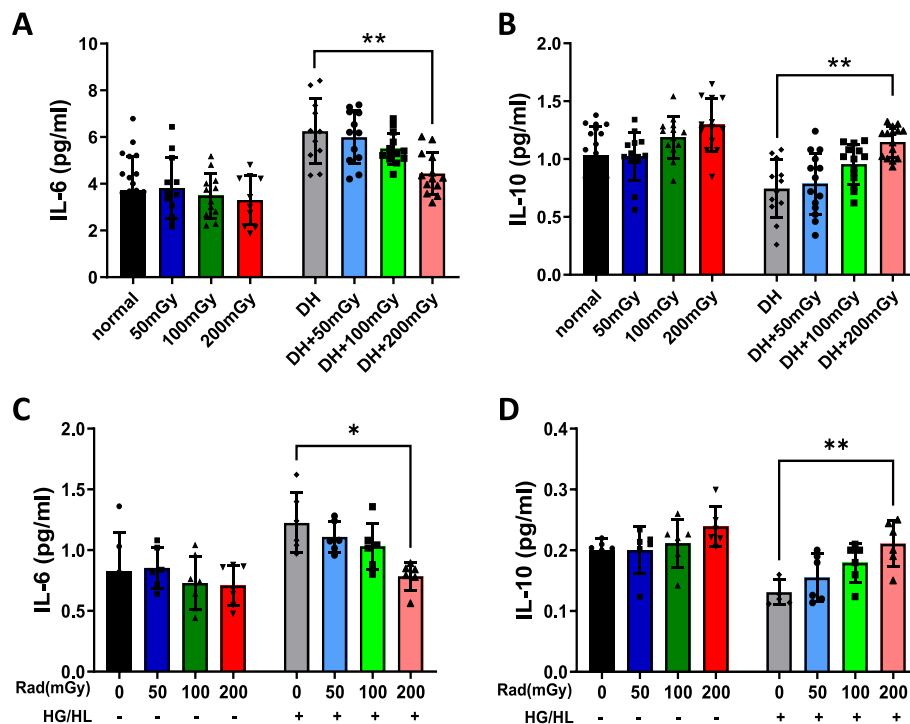 A
IL-6 (pg/ml)
10
8
6
4
2
0
**
normal
50mGy
100mGy
200mGy
DH
DH+50mGy
DH+100mGy
DH+200mGy
B
IL-10 (pg/ml)
2.0
1.5
1.0
0.5
0.0
**
normal
50mGy
100mGy
200mGy
DH
DH+50mGy
DH+100mGy
DH+200mGy
C
IL-6 (pg/ml)
2.0
1.5
1.0
0.5
0.0
*
Rad(mGy) 0 50 100 200 0 50 100 200
HG/HL - - - - + + + +
D
IL-10 (pg/ml)
0.4
0.3
0.2
0.1
0.0
**
Rad(mGy) 0 50 100 200 0 50 100 200
HG/HL - - - - + + + +